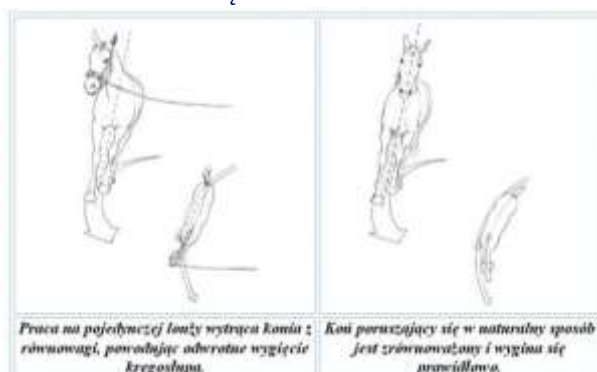 Praca na pojedynczej lonży wytrąca konia z
równowagi, powodując odwrotne wygięcie
kręgosłupa.
Koń poruszający się w naturalny sposób
jest zrównoważony i wygina się
prawidłowo.